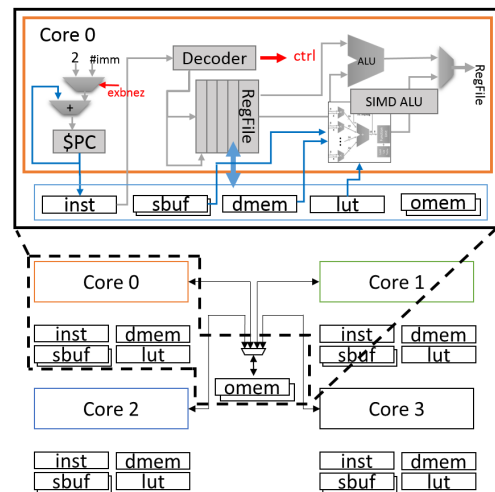 Core 0
2 #imm
exbnez
+
$PC
Decoder
ctrl
RegFile
ALU
SIMD ALU
RegFile
inst
sbuf
dmem
lut
omem
Core 0
Core 1
inst dmem
sbuf lut
inst dmem
sbuf lut
omem
Core 2
Core 3
inst dmem
sbuf lut
inst dmem
sbuf lut